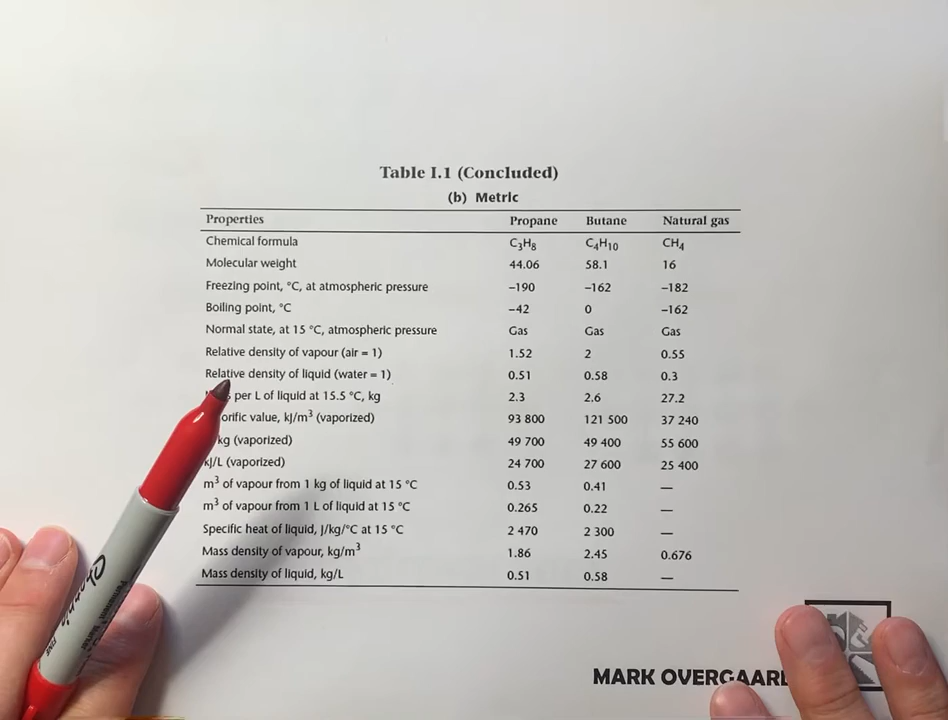 Table I.1 (Concluded)
(b) Metric
Properties Propane Butane Natural gas
Chemical formula C₃H₈ C₄H₁₀ CH₄
Molecular weight 44.06 58.1 16
Freezing point, °C, at atmospheric pressure –190 –162 –182
Boiling point, °C –42 0 –162
Normal state, at 15 °C, atmospheric pressure Gas Gas Gas
Relative density of vapour (air = 1) 1.52 2 0.55
Relative density of liquid (water = 1) 0.51 0.58 0.3
per L of liquid at 15.5 °C, kg 2.3 2.6 27.2
value, kJ/m³ (vaporized) 93 800 121 500 37 240
kg (vaporized) 49 700 49 400 55 600
kJ/L (vaporized) 24 700 27 600 25 400
m³ of vapour from 1 kg of liquid at 15 °C 0.53 0.41 —
m³ of vapour from 1 L of liquid at 15 °C 0.265 0.22 —
Specific heat of liquid, J/kg/°C at 15 °C 2 470 2 300 —
Mass density of vapour, kg/m³ 1.86 2.45 0.676
Mass density of liquid, kg/L 0.51 0.58 —
MARK